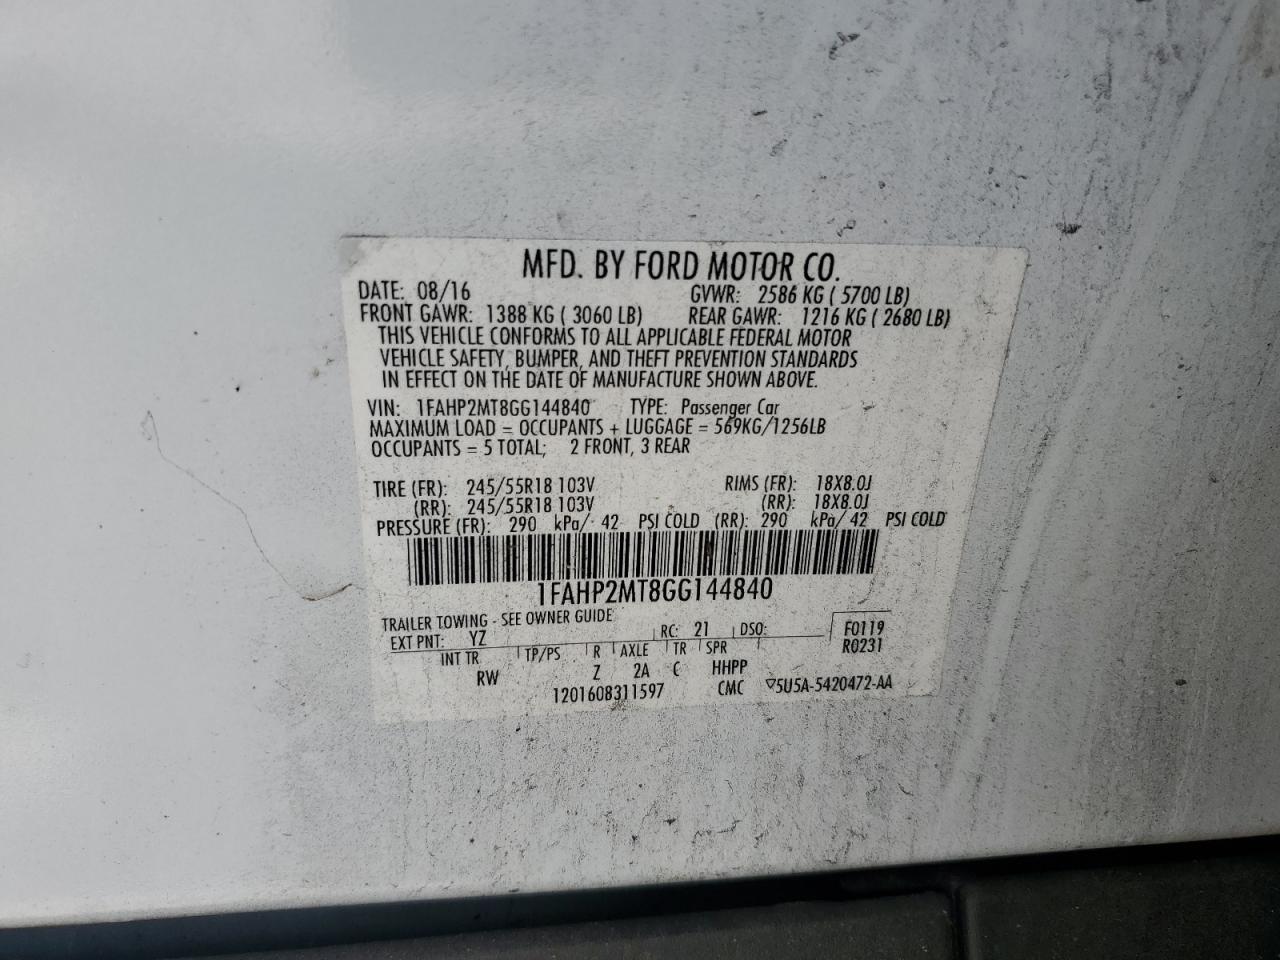 MFD. BY FORD MOTOR CO.
DATE: 08/16 GVWR: 2586 KG ( 5700 LB)
FRONT GAWR: 1388 KG ( 3060 LB) REAR GAWR: 1216 KG ( 2680 LB)
THIS VEHICLE CONFORMS TO ALL APPLICABLE FEDERAL MOTOR
VEHICLE SAFETY, BUMPER, AND THEFT PREVENTION STANDARDS
IN EFFECT ON THE DATE OF MANUFACTURE SHOWN ABOVE.
VIN: 1FAHP2MT8GG144840 TYPE: Passenger Car
MAXIMUM LOAD = OCCUPANTS + LUGGAGE = 569KG/1256LB
OCCUPANTS = 5 TOTAL; 2 FRONT, 3 REAR
TIRE (FR): 245/55R18 103V RIMS (FR): 18X8.0J
(RR): 245/55R18 103V (RR): 18X8.0J
PRESSURE (FR): 290 kPa/ 42 PSI COLD (RR): 290 kPa/ 42 PSI COLD
1FAHP2MT8GG144840
TRAILER TOWING - SEE OWNER GUIDE
EXT PNT: YZ RC: 21 DSO: F0119
INT TR TP/PS R AXLE TR SPR R0231
RW Z 2A C HHPP
1201608311597 CMC ▽5U5A-5420472-AA